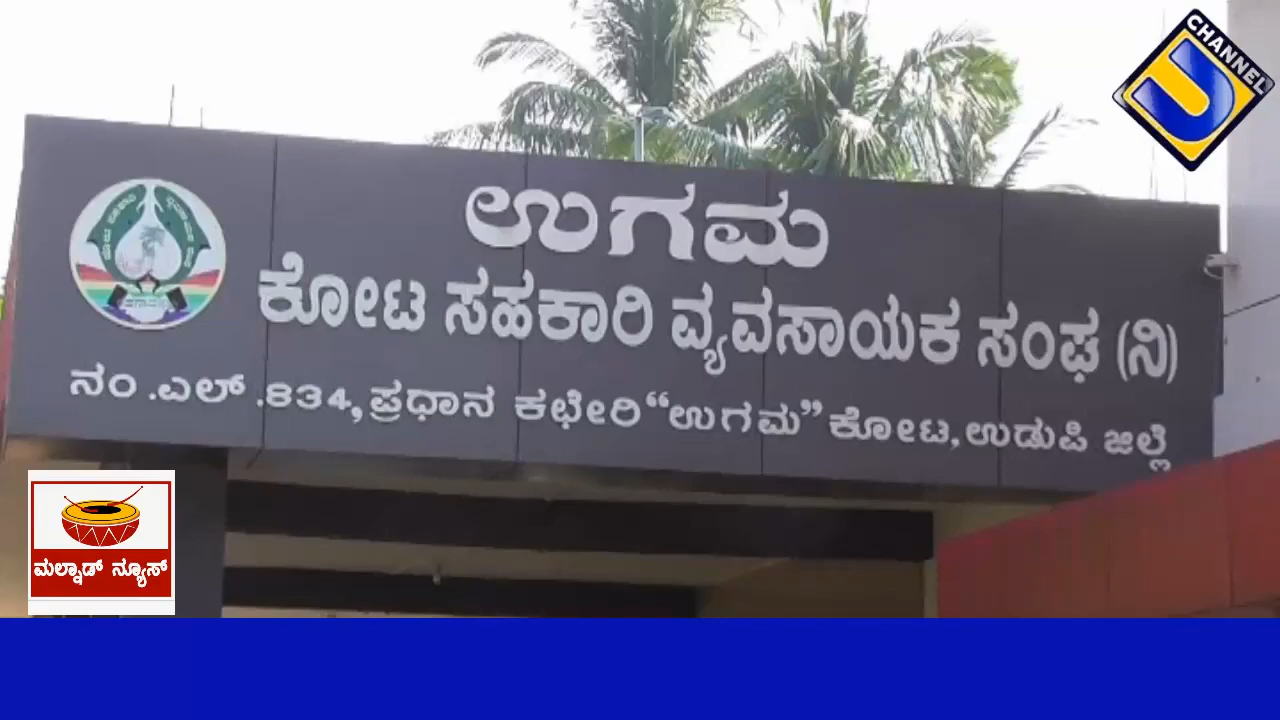 CHANNEL
U
ಉಗಮ
ಕೋಟ ಸಹಕಾರಿ ವ್ಯವಸಾಯಕ ಸಂಘ (ನಿ)
ನಂ.ಎಲ್.834, ಪ್ರಧಾನ ಕಛೇರಿ “ಉಗಮ” ಕೋಟ, ಉಡುಪಿ ಜಿಲ್ಲೆ
ಮಲ್ನಾಡ್ ನ್ಯೂಸ್